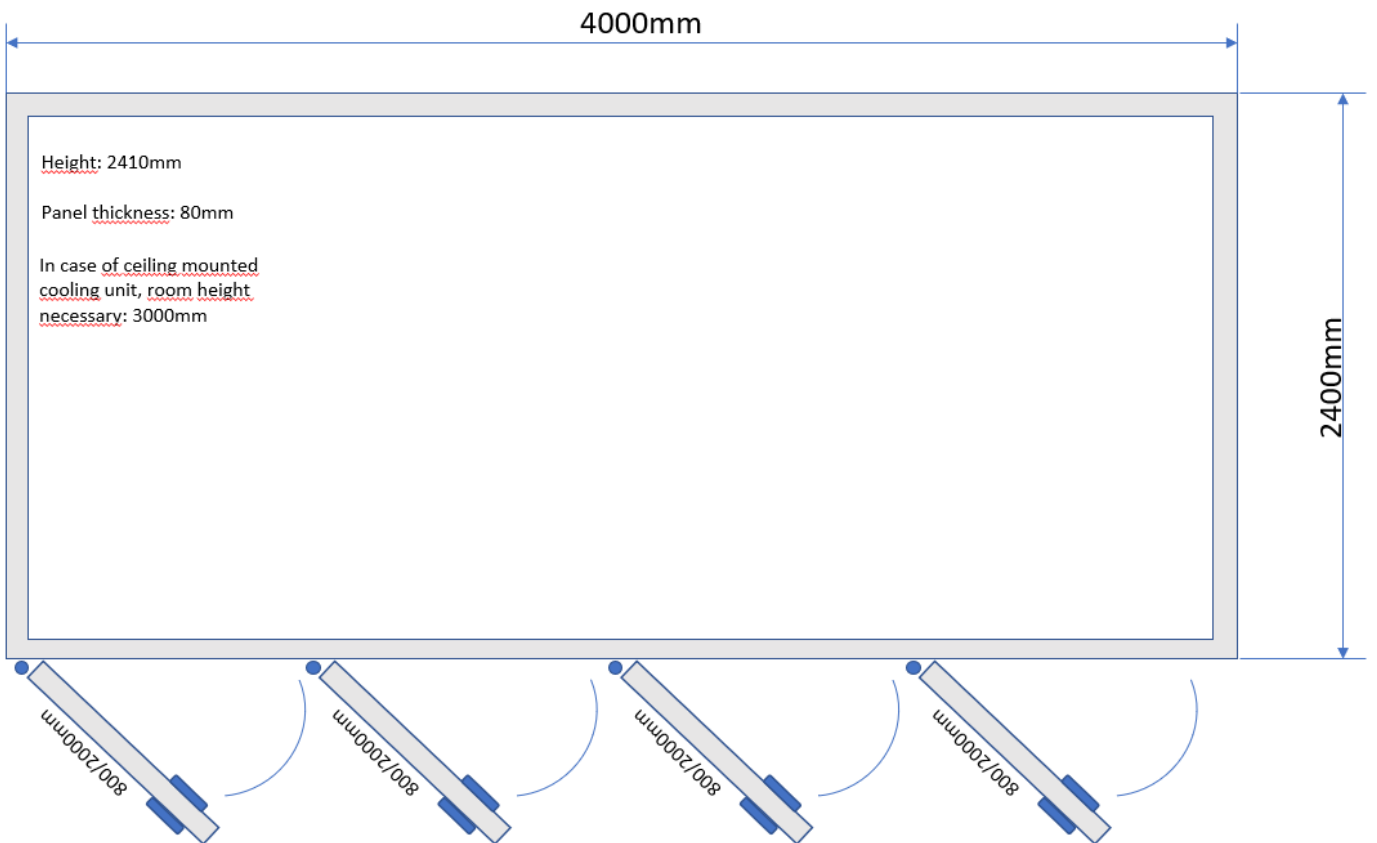 4000mm
Height: 2410mm
Panel thickness: 80mm
In case of ceiling mounted
cooling unit, room height
necessary: 3000mm
2400mm
800/2000mm
800/2000mm
800/2000mm
800/2000mm